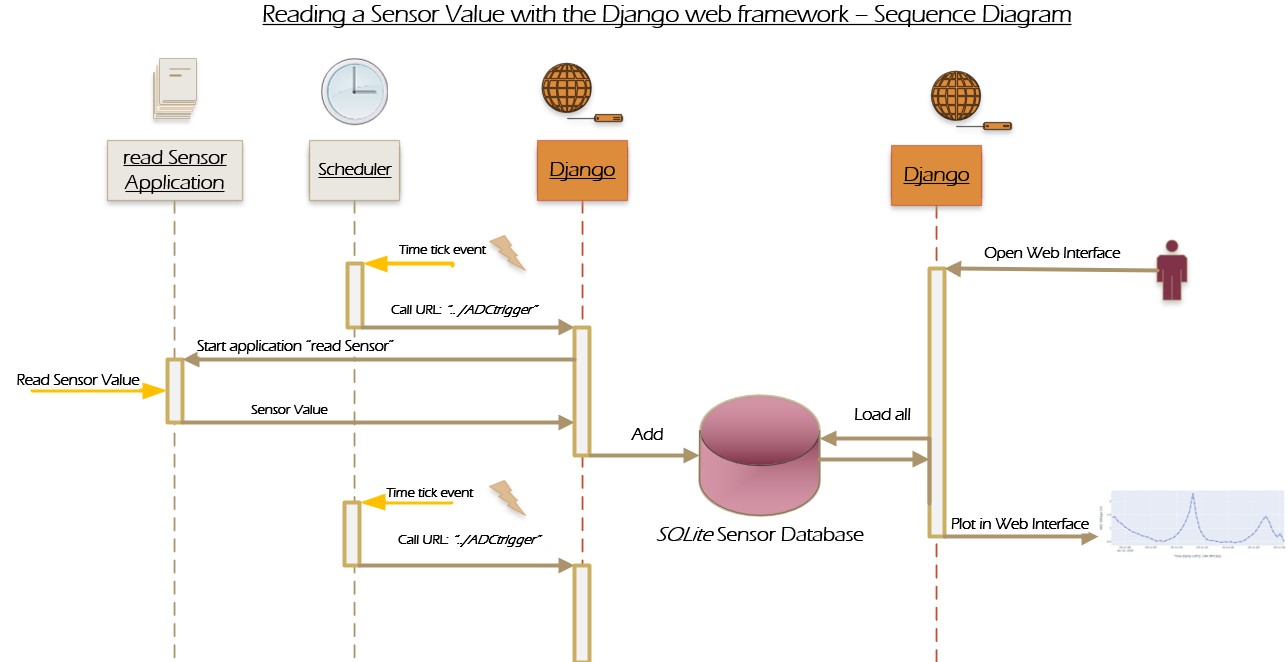 Reading a Sensor Value with the Django web framework – Sequence Diagram
read Sensor
Application
Scheduler
Django
Django
Time tick event
Open Web Interface
Call URL: "../ADCtrigger"
Start application "read Sensor"
Read Sensor Value
Sensor Value
Add
Load all
Time tick event
SQLite Sensor Database
Plot in Web Interface
Call URL: "../ADCtrigger"